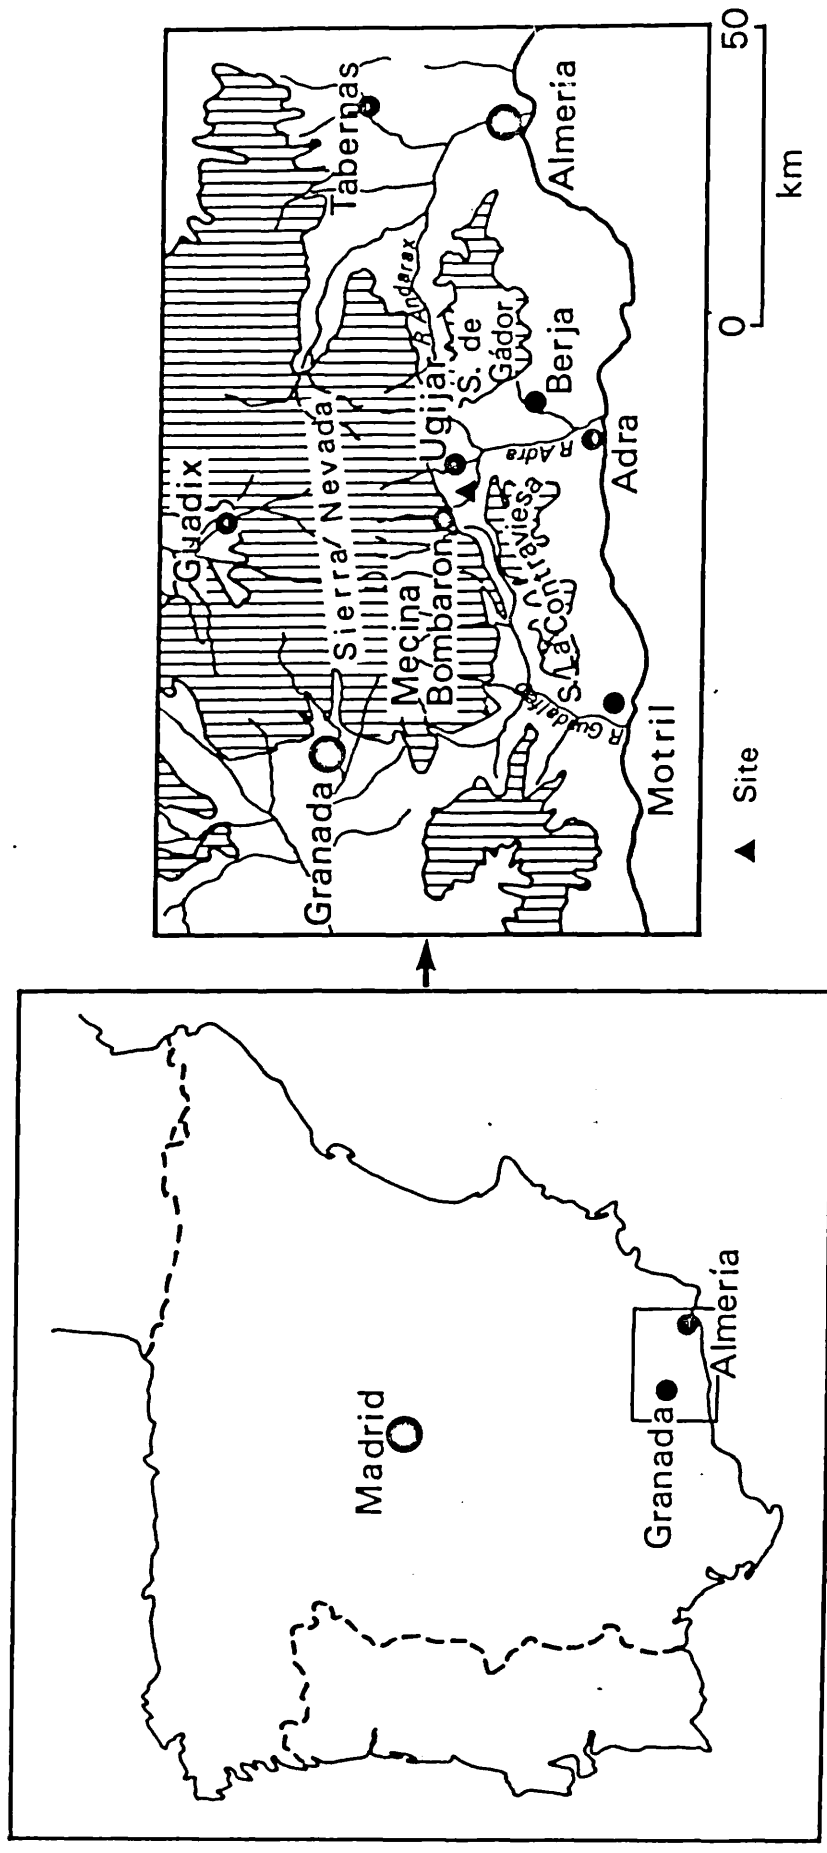 Madrid
Granada
Almería
Guadix
Tabernas
Sierra Nevada
Granada
Mecina
Bombaron
Ugijar
R Andarax
S. de
Gádor
Almería
Berja
R Adra
Adra
S. La Contraviesa
R Guadalfeo
Motril
▲ Site
0 50
km